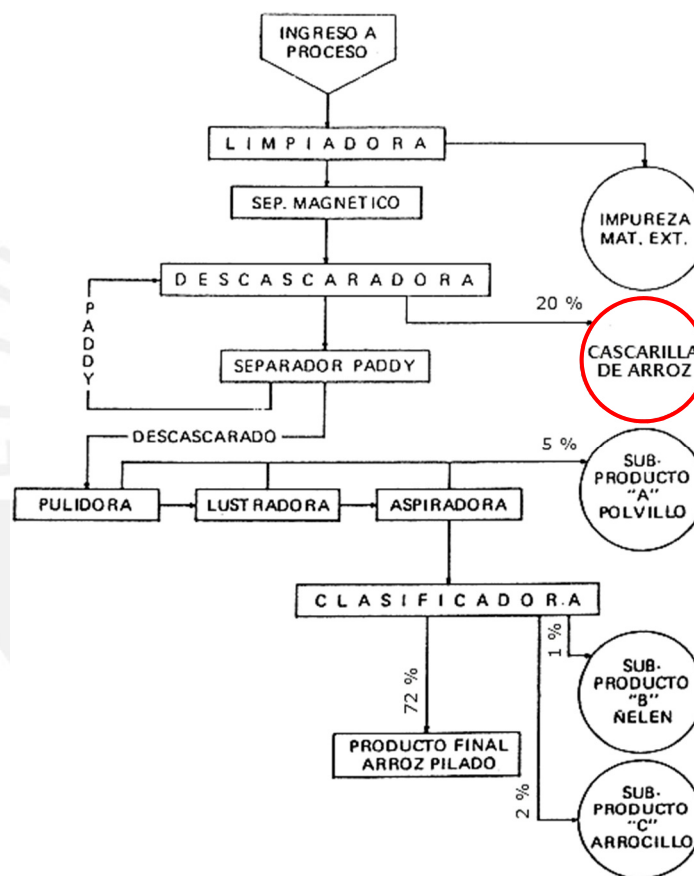 INGRESO A
PROCESO
LIMPIADORA
SEP. MAGNETICO
IMPUREZA
MAT. EXT.
DESCASCARADORA
PADDY
20 %
CASCARILLA
DE ARROZ
SEPARADOR PADDY
DESCASCARADO
5 %
SUB-
PRODUCTO
"A"
POLVILLO
PULIDORA
LUSTRADORA
ASPIRADORA
CLASIFICADORA
1 %
72 %
2 %
SUB-
PRODUCTO
"B"
ÑELEN
PRODUCTO FINAL
ARROZ PILADO
SUB-
PRODUCTO
"C"
ARROCILLO